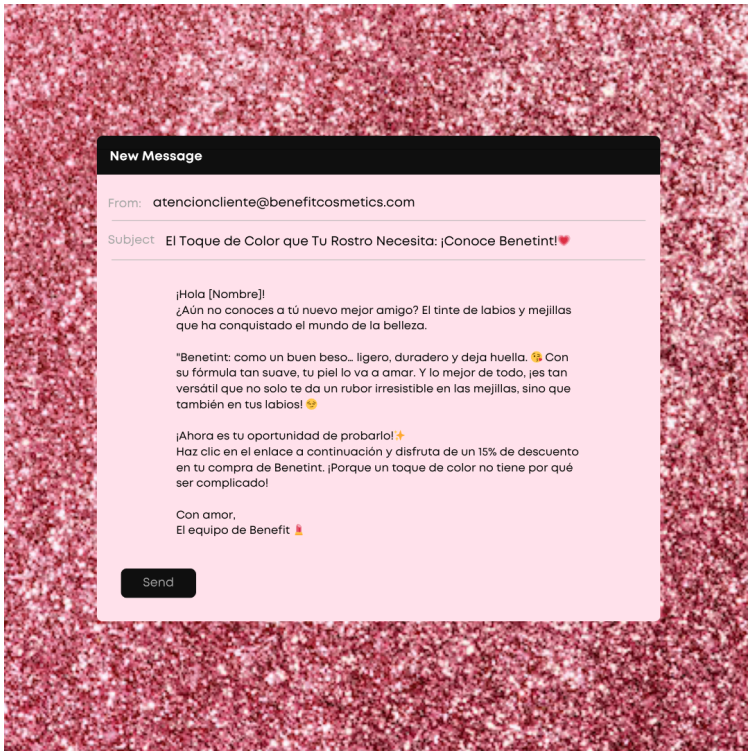 New Message
From: atencioncliente@benefitcosmetics.com
Subject El Toque de Color que Tu Rostro Necesita: ¡Conoce Benetint!💗
¡Hola [Nombre]!
¿Aún no conoces a tú nuevo mejor amigo? El tinte de labios y mejillas
que ha conquistado el mundo de la belleza.
"Benetint: como un buen beso… ligero, duradero y deja huella. 😘 Con
su fórmula tan suave, tu piel lo va a amar. Y lo mejor de todo, ¡es tan
versátil que no solo te da un rubor irresistible en las mejillas, sino que
también en tus labios! 😏
¡Ahora es tu oportunidad de probarlo!✨
Haz clic en el enlace a continuación y disfruta de un 15% de descuento
en tu compra de Benetint. ¡Porque un toque de color no tiene por qué
ser complicado!
Con amor,
El equipo de Benefit 💄
Send